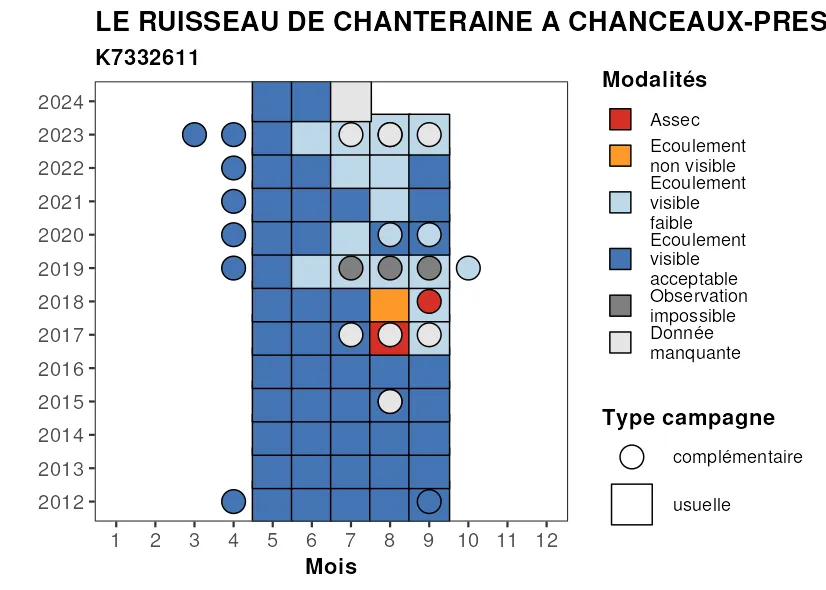 LE RUISSEAU DE CHANTERAINE A CHANCEAUX-PRES
K7332611
2024
2023
2022
2021
2020
2019
2018
2017
2016
2015
2014
2013
2012
1 2 3 4 5 6 7 8 9 10 11 12
Mois
Modalités
Assec
Ecoulement
non visible
Ecoulement
visible
faible
Ecoulement
visible
acceptable
Observation
impossible
Donnée
manquante
Type campagne
complémentaire
usuelle